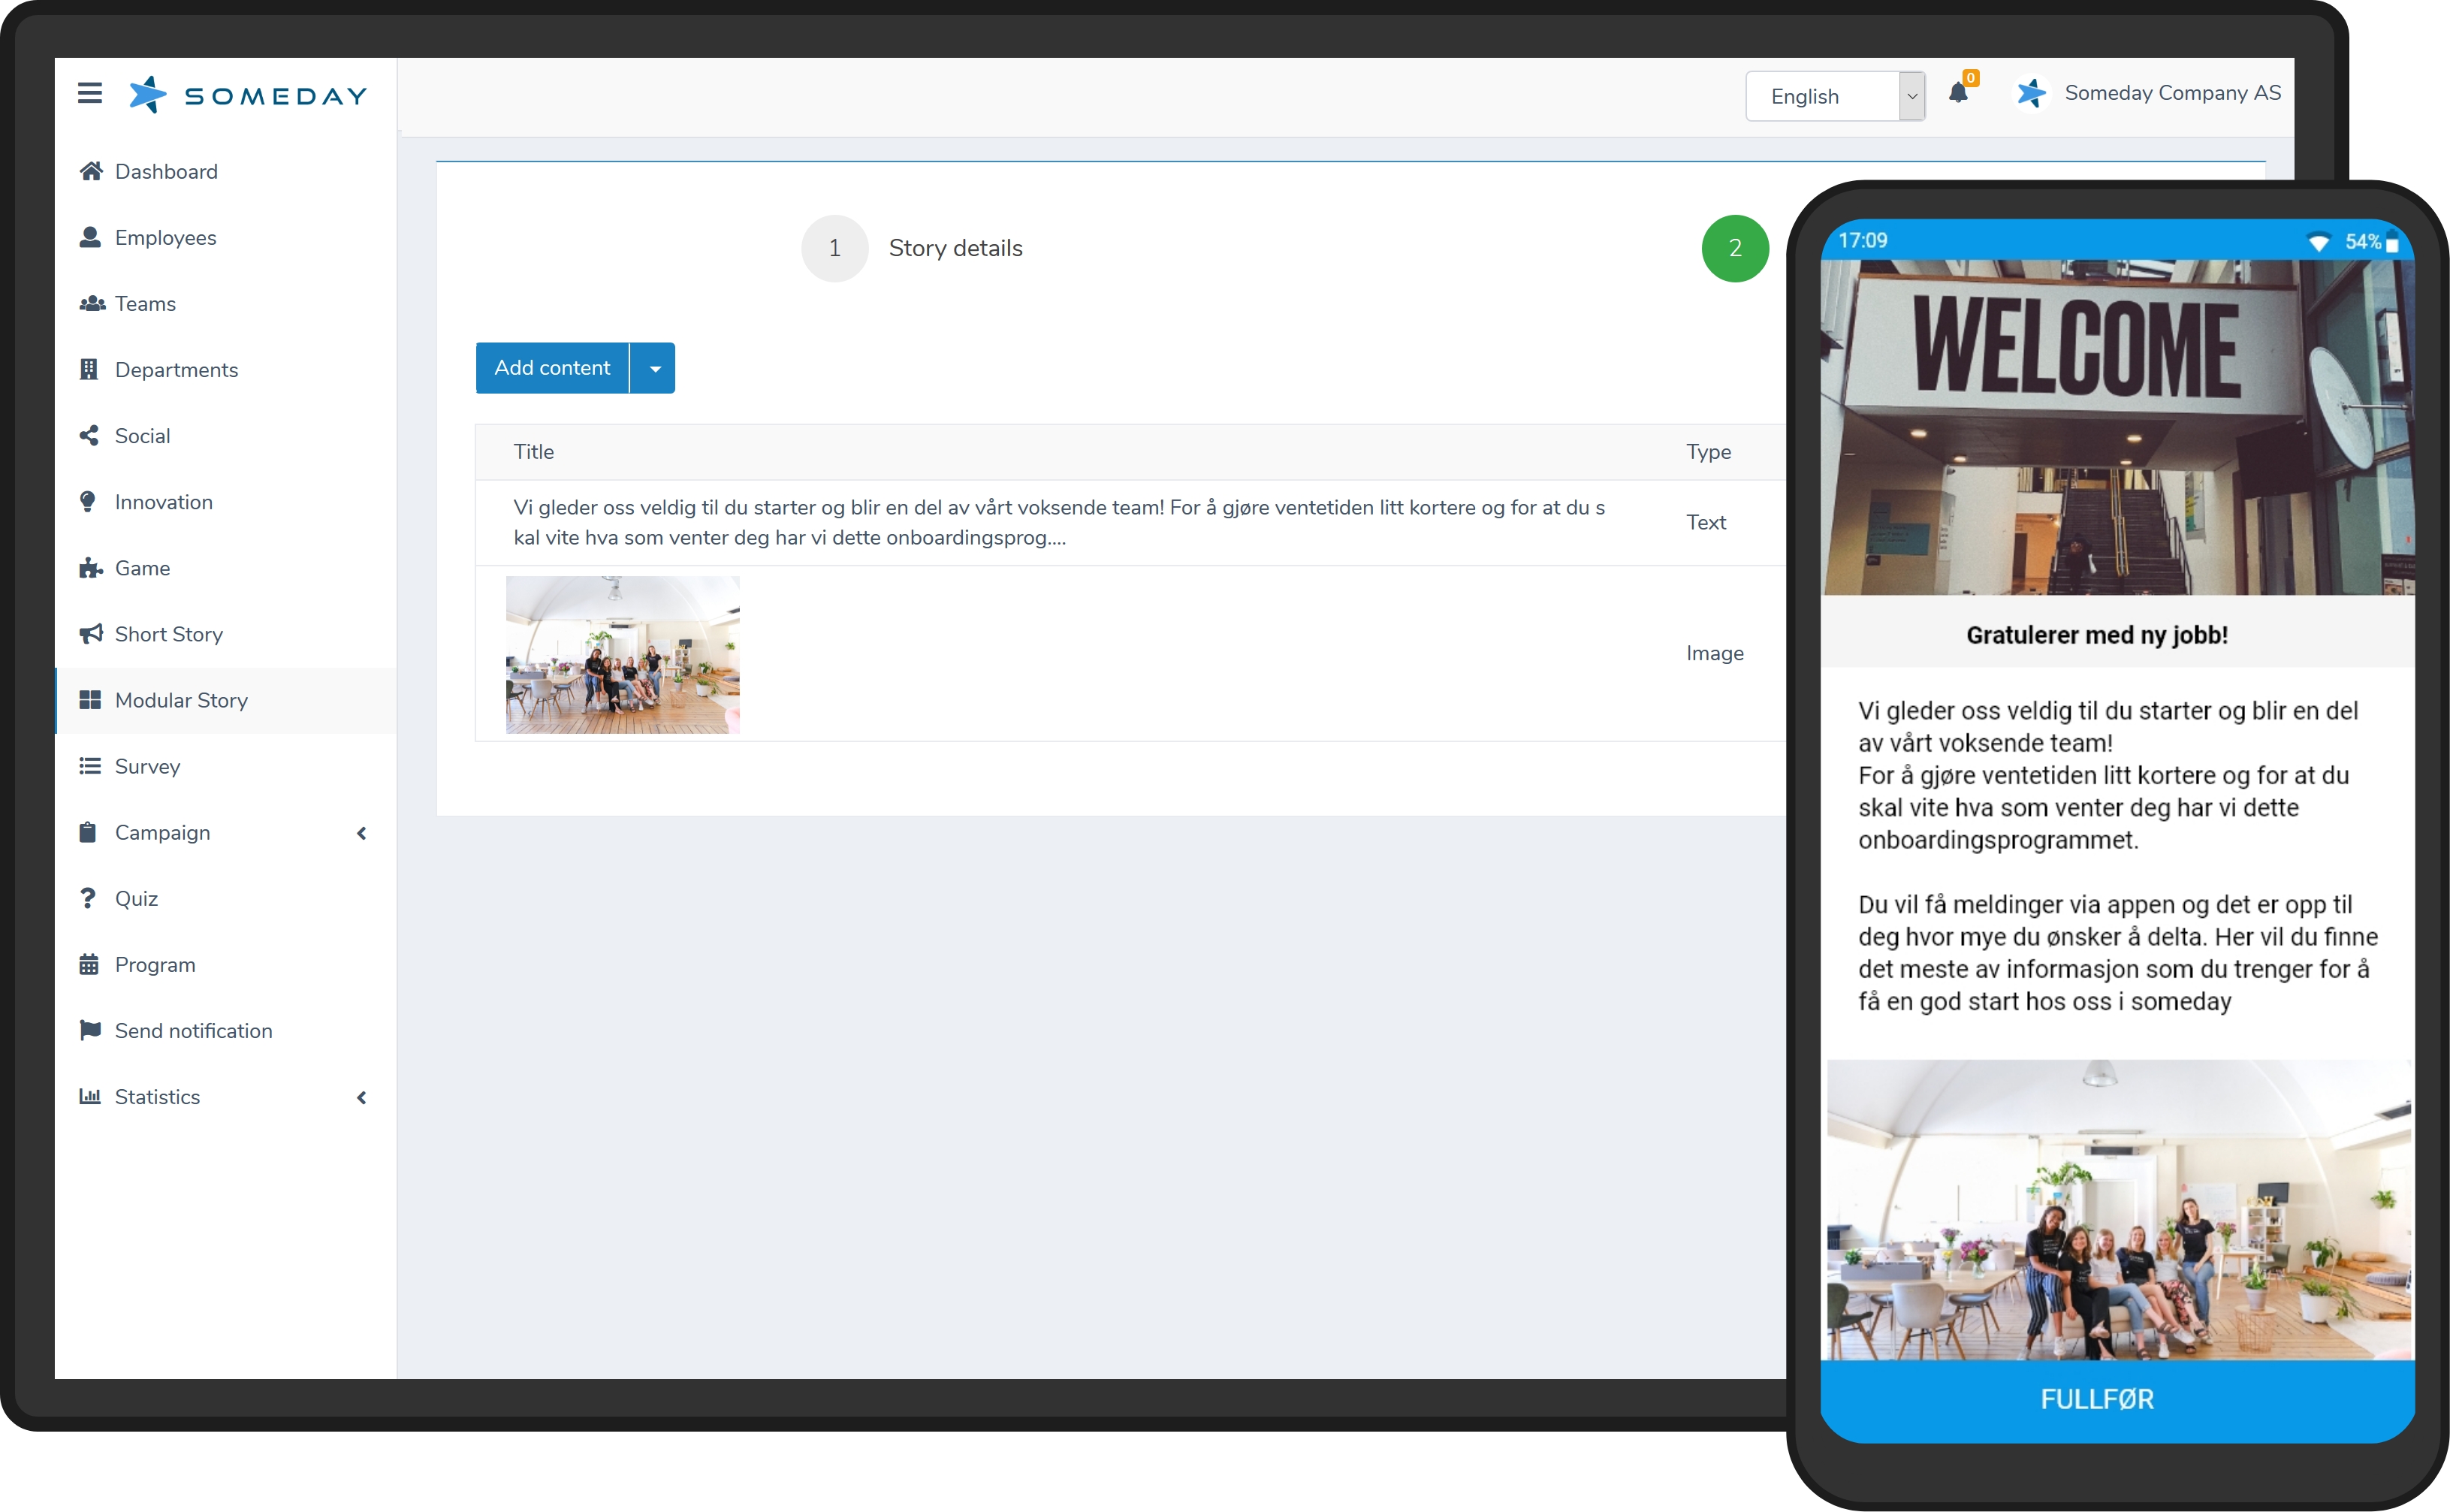 SOMEDAY
English
0
Someday Company AS
Dashboard
Employees
Teams
Departments
Social
Innovation
Game
Short Story
Modular Story
Survey
Campaign
Quiz
Program
Send notification
Statistics
1 Story details
2
Add content
Title Type
Vi gleder oss veldig til du starter og blir en del av vårt voksende team! For å gjøre ventetiden litt kortere og for at du s
kal vite hva som venter deg har vi dette onboardingsprog....
Text
Image
17:09 54%
WELCOME
Gratulerer med ny jobb!
Vi gleder oss veldig til du starter og blir en del
av vårt voksende team!
For å gjøre ventetiden litt kortere og for at du
skal vite hva som venter deg har vi dette
onboardingsprogrammet.
Du vil få meldinger via appen og det er opp til
deg hvor mye du ønsker å delta. Her vil du finne
det meste av informasjon som du trenger for å
få en god start hos oss i someday
FULLFØR